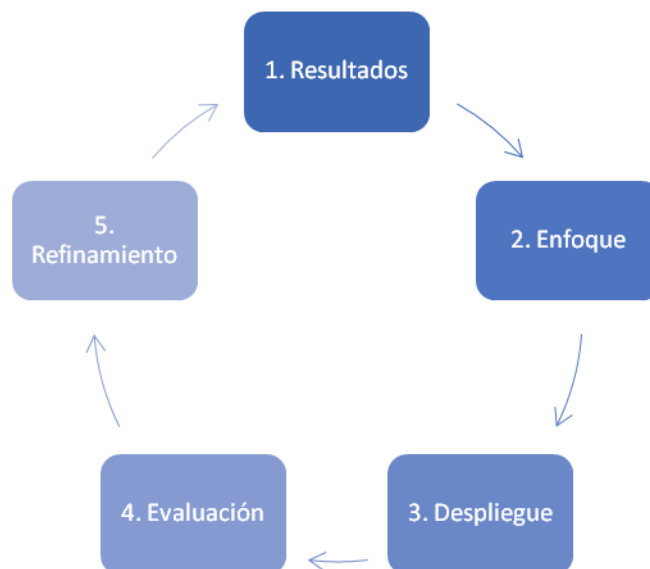 1. Resultados
2. Enfoque
3. Despliegue
4. Evaluación
5.
Refinamiento